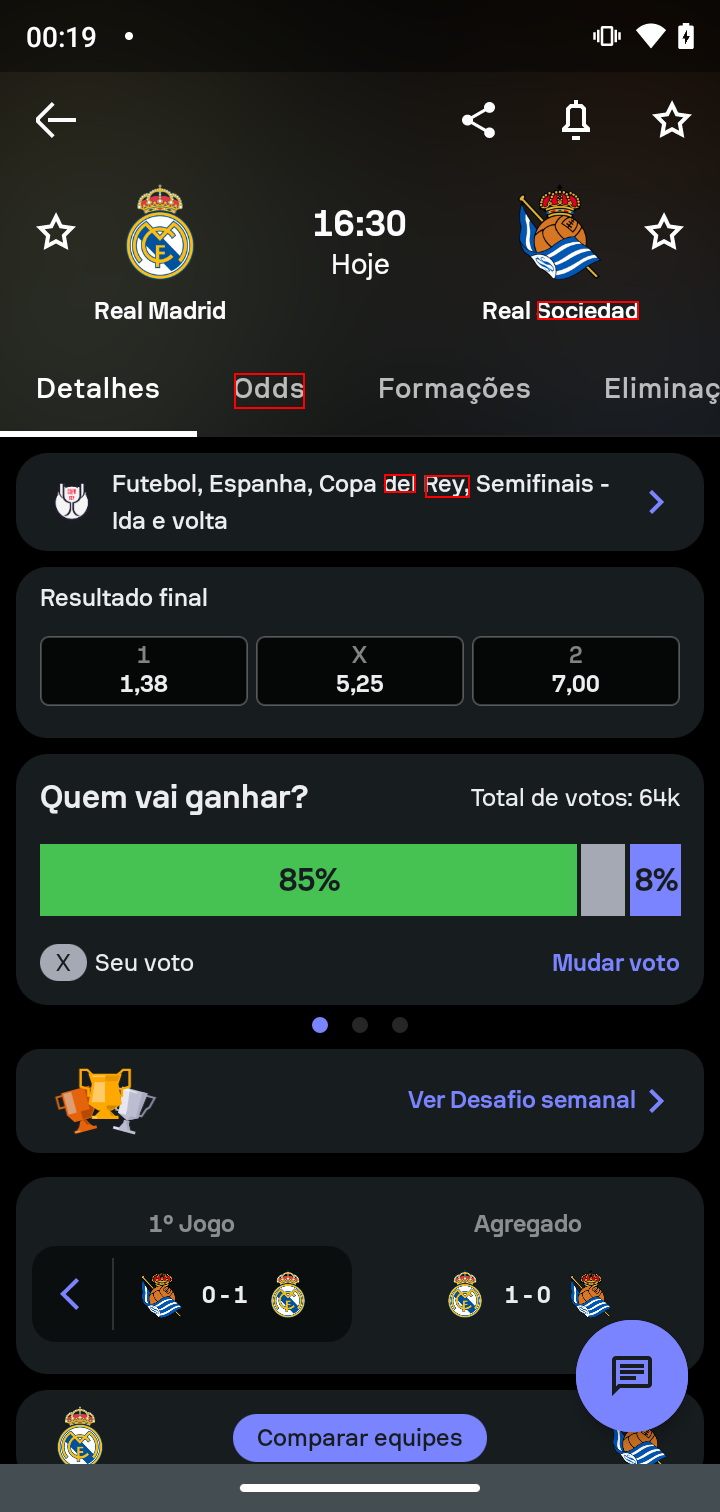 00:19
16:30
Hoje
Real Madrid
Real Sociedad
Detalhes Odds Formações Eliminaç
Futebol, Espanha, Copa del Rey, Semifinais -
Ida e volta
Resultado final
1 X 2
1,38 5,25 7,00
Quem vai ganhar? Total de votos: 64k
85% 8%
X Seu voto Mudar voto
Ver Desafio semanal
1º Jogo Agregado
0-1 1-0
Comparar equipes